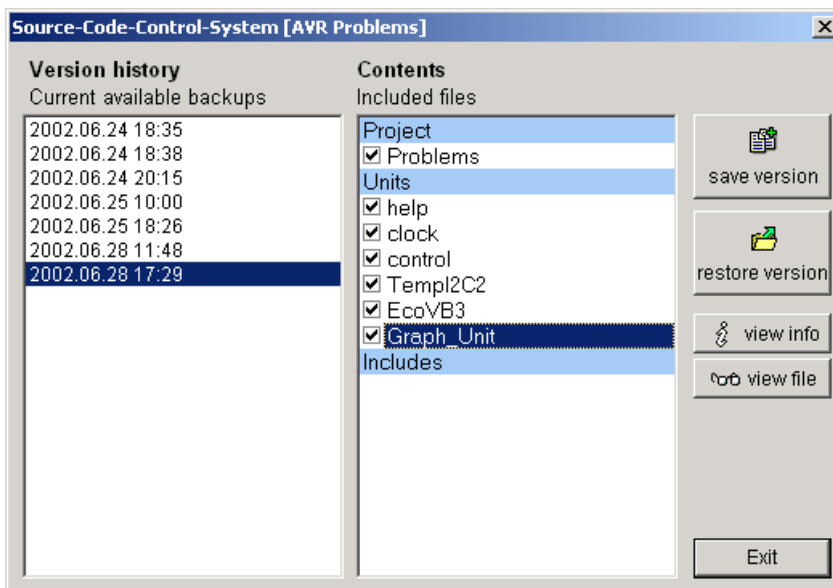 Source-Code-Control-System [AVR Problems]
Version history
Current available backups
2002.06.24 18:35
2002.06.24 18:38
2002.06.24 20:15
2002.06.25 10:00
2002.06.25 18:26
2002.06.28 11:48
2002.06.28 17:29
Contents
Included files
Project
Problems
Units
help
clock
control
TempI2C2
EcoVB3
Graph_Unit
Includes
save version
restore version
view info
view file
Exit